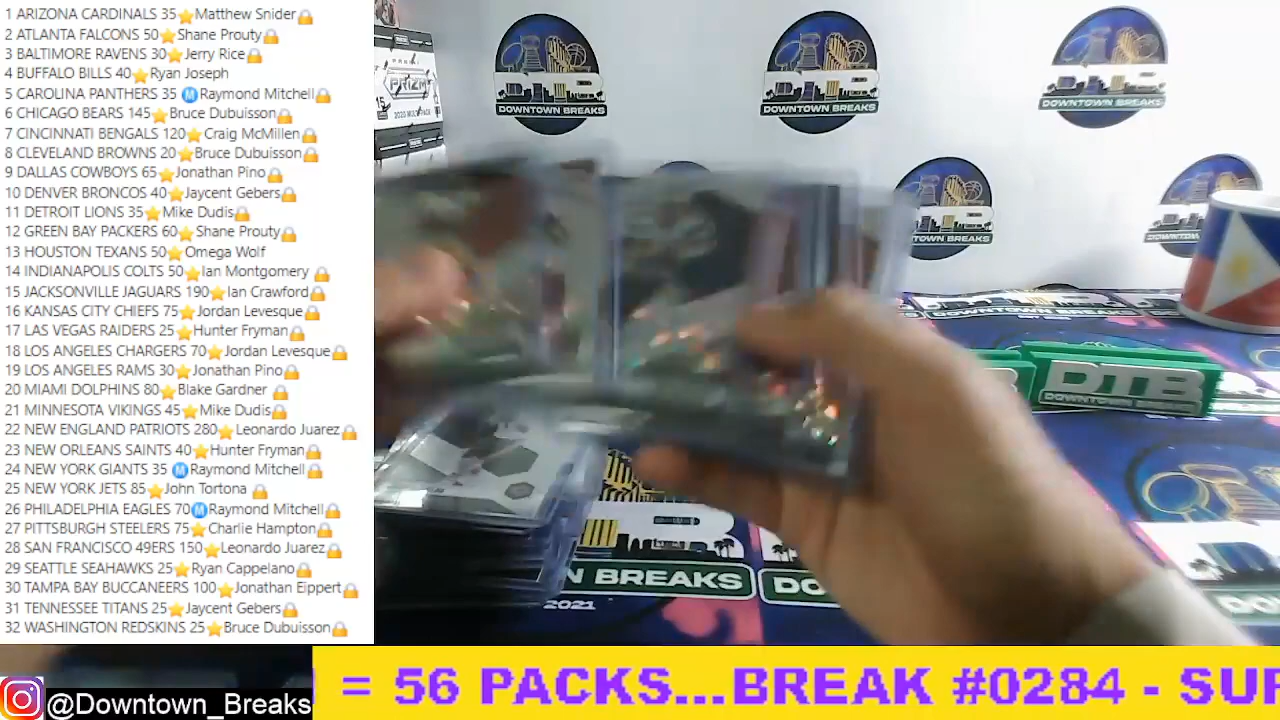 1 ARIZONA CARDINALS 35⭐Matthew Snider🔒
2 ATLANTA FALCONS 50⭐Shane Prouty🔒
3 BALTIMORE RAVENS 30⭐Jerry Rice🔒
4 BUFFALO BILLS 40⭐Ryan Joseph
5 CAROLINA PANTHERS 35 Ⓜ️Raymond Mitchell🔒
6 CHICAGO BEARS 145⭐Bruce Dubuisson🔒
7 CINCINNATI BENGALS 120⭐Craig McMillen🔒
8 CLEVELAND BROWNS 20⭐Bruce Dubuisson🔒
9 DALLAS COWBOYS 65⭐Jonathan Pino🔒
10 DENVER BRONCOS 40⭐Jaycent Gebers🔒
11 DETROIT LIONS 35⭐Mike Dudis🔒
12 GREEN BAY PACKERS 60⭐Shane Prouty🔒
13 HOUSTON TEXANS 50⭐Omega Wolf
14 INDIANAPOLIS COLTS 50⭐Ian Montgomery 🔒
15 JACKSONVILLE JAGUARS 190⭐Ian Crawford🔒
16 KANSAS CITY CHIEFS 75⭐Jordan Levesque🔒
17 LAS VEGAS RAIDERS 25⭐Hunter Fryman🔒
18 LOS ANGELES CHARGERS 70⭐Jordan Levesque🔒
19 LOS ANGELES RAMS 30⭐Jonathan Pino🔒
20 MIAMI DOLPHINS 80⭐Blake Gardner 🔒
21 MINNESOTA VIKINGS 45⭐Mike Dudis🔒
22 NEW ENGLAND PATRIOTS 280⭐Leonardo Juarez🔒
23 NEW ORLEANS SAINTS 40⭐Hunter Fryman🔒
24 NEW YORK GIANTS 35 Ⓜ️Raymond Mitchell🔒
25 NEW YORK JETS 85⭐John Tortona 🔒
26 PHILADELPHIA EAGLES 70Ⓜ️Raymond Mitchell🔒
27 PITTSBURGH STEELERS 75⭐Charlie Hampton🔒
28 SAN FRANCISCO 49ERS 150⭐Leonardo Juarez🔒
29 SEATTLE SEAHAWKS 25⭐Ryan Cappelano🔒
30 TAMPA BAY BUCCANEERS 100⭐Jonathan Eippert🔒
31 TENNESSEE TITANS 25⭐Jaycent Gebers🔒
32 WASHINGTON REDSKINS 25⭐Bruce Dubuisson🔒
PRIZM
DTB
DOWNTOWN BREAKS
DTB
DOWNTOWN BREAKS
DTB
DOWNTOWN BREAKS
DOWNTOWN BREAKS
DTB
DOWNTOWN BREAKS
N BREAKS
DO
2021
@Downtown_Breaks
= 56 PACKS...BREAK #0284 - SUP